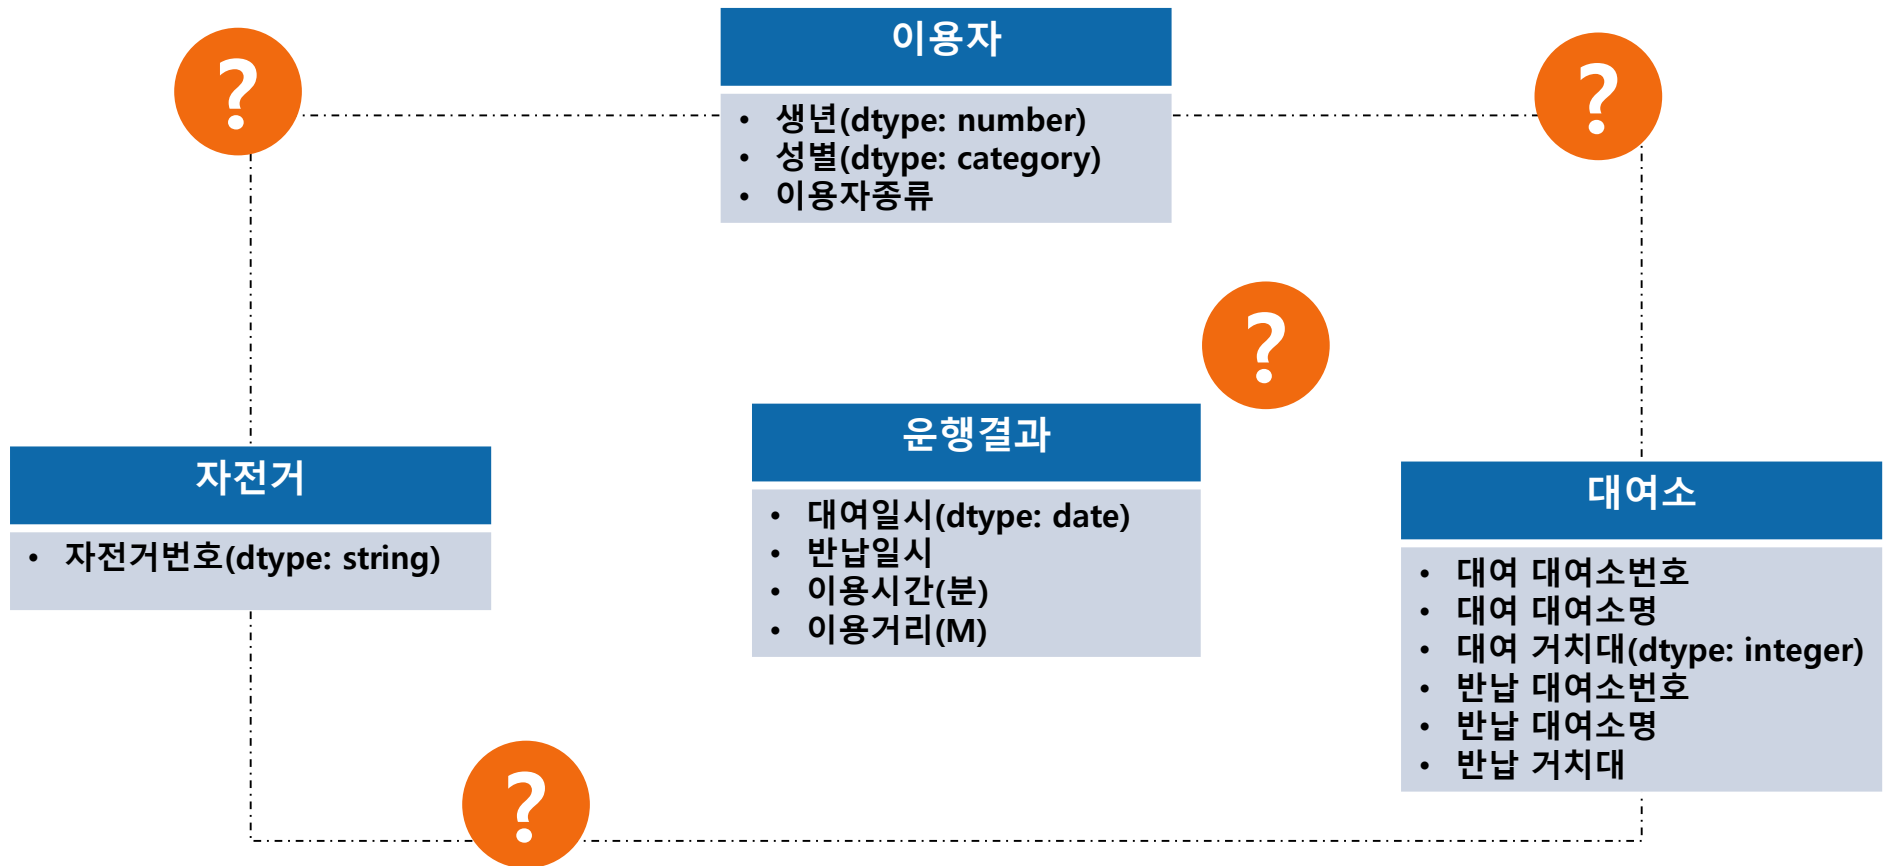 ?
이용자
?
• 생년(dtype: number)
• 성별(dtype: category)
• 이용자종류
?
운행결과
• 대여일시(dtype: date)
• 반납일시
• 이용시간(분)
• 이용거리(M)
자전거
• 자전거번호(dtype: string)
대여소
• 대여 대여소번호
• 대여 대여소명
• 대여 거치대(dtype: integer)
• 반납 대여소번호
• 반납 대여소명
• 반납 거치대
?